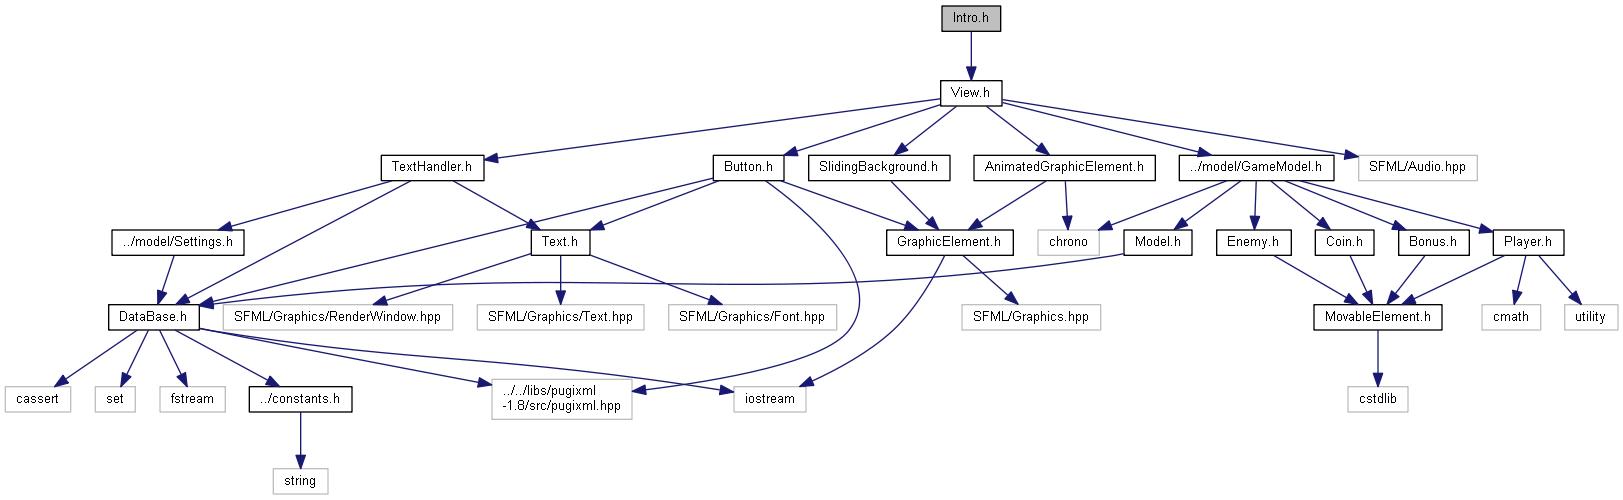 Intro.h
View.h
TextHandler.h
Button.h
SlidingBackground.h
AnimatedGraphicElement.h
../model/GameModel.h
SFML/Audio.hpp
../model/Settings.h
Text.h
GraphicElement.h
chrono
Model.h
Enemy.h
Coin.h
Bonus.h
Player.h
DataBase.h
SFML/Graphics/RenderWindow.hpp
SFML/Graphics/Text.hpp
SFML/Graphics/Font.hpp
SFML/Graphics.hpp
MovableElement.h
cmath
utility
cassert
set
fstream
../constants.h
../../libs/pugixml
-1.8/src/pugixml.hpp
iostream
cstdlib
string